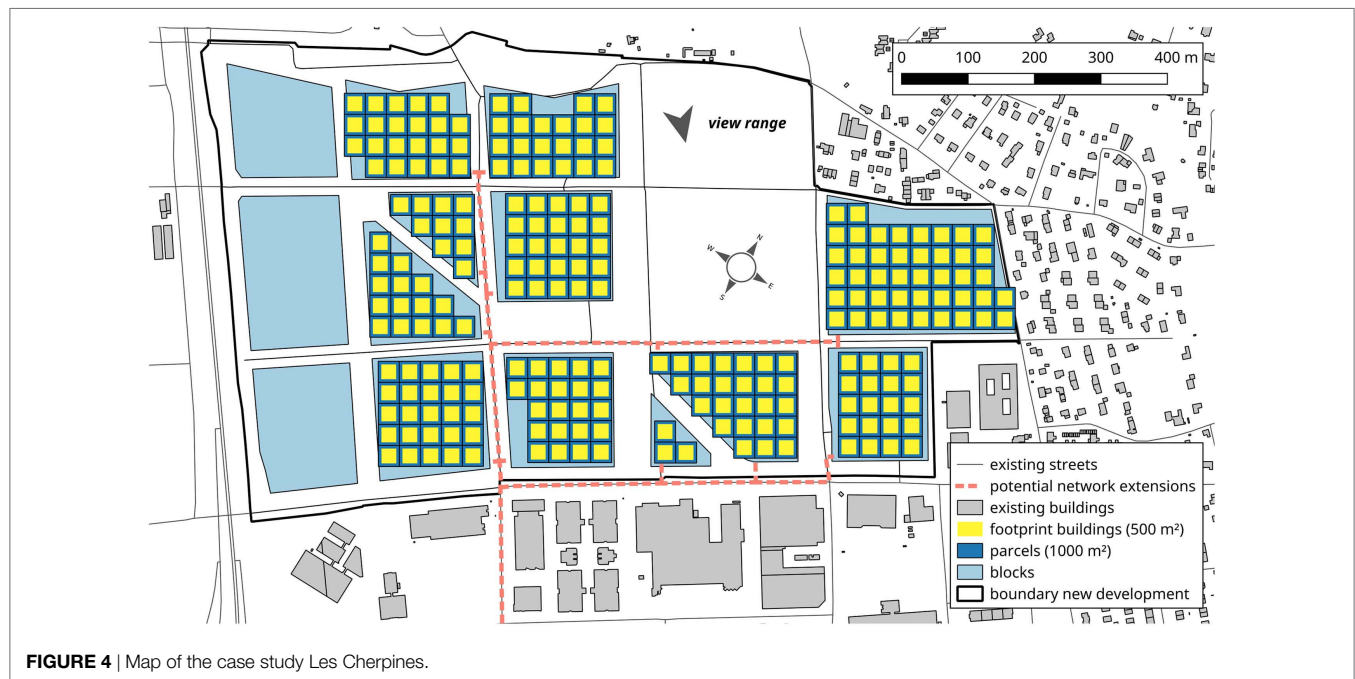 0 100 200 300 400 m
view range
N
W
E
S
existing streets
potential network extensions
existing buildings
footprint buildings (500 m²)
parcels (1000 m²)
blocks
boundary new development
FIGURE 4 | Map of the case study Les Cherpines.